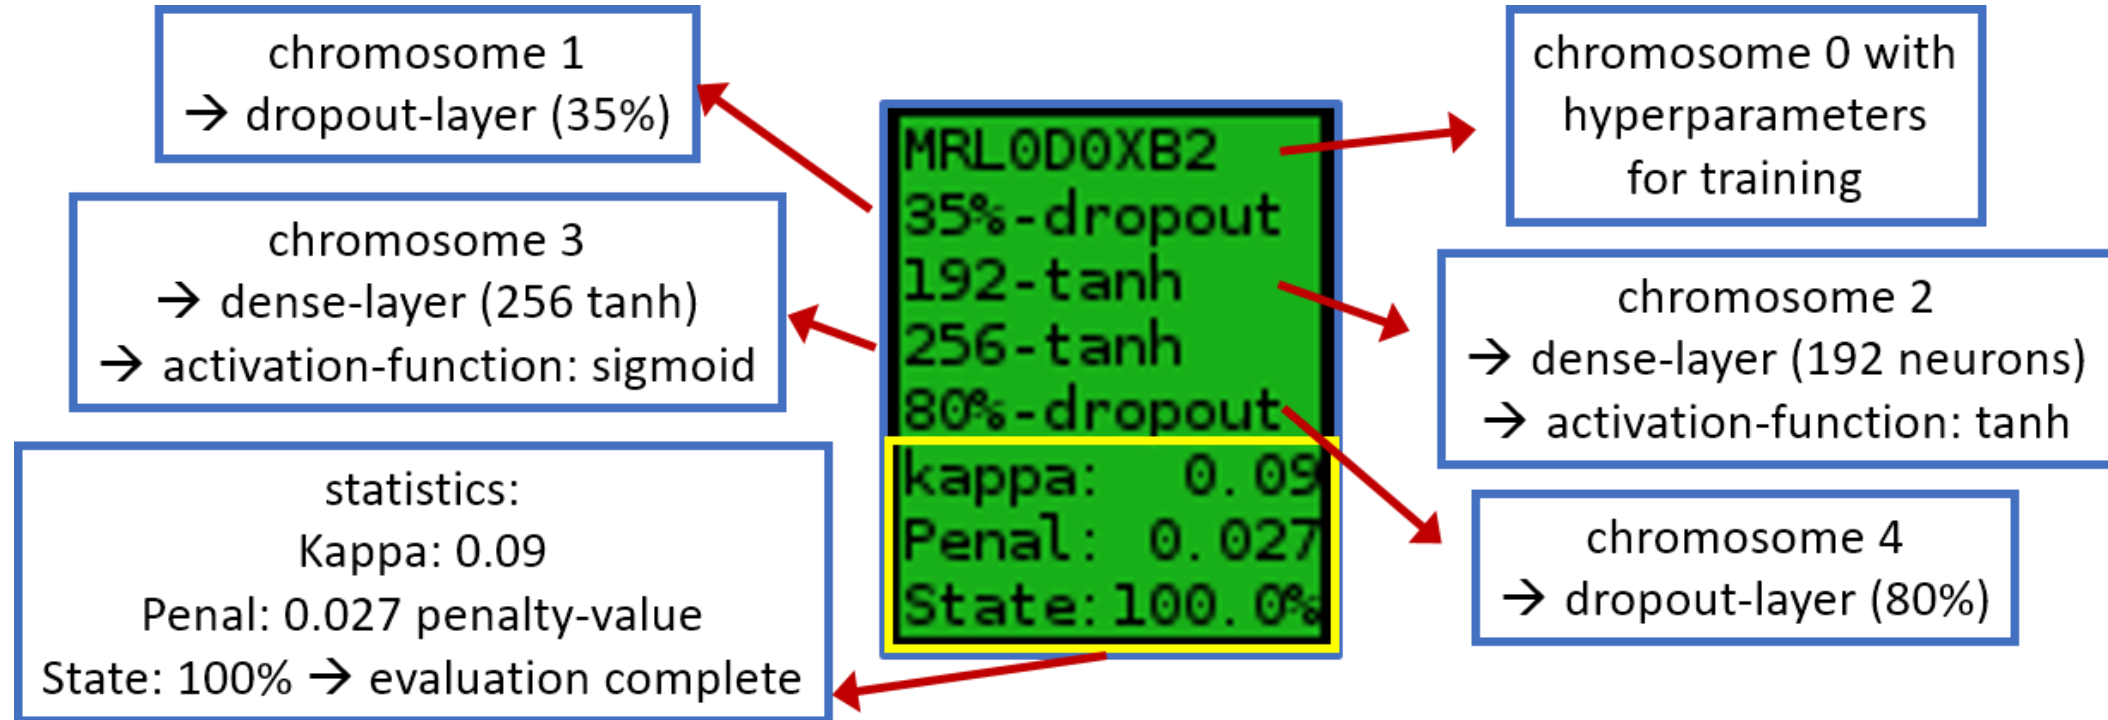 chromosome 1
→ dropout-layer (35%)
chromosome 3
→ dense-layer (256 tanh)
→ activation-function: sigmoid
statistics:
Kappa: 0.09
Penal: 0.027 penalty-value
State: 100% → evaluation complete
MRL0D0XB2
35%-dropout
192-tanh
256-tanh
80%-dropout
kappa: 0.09
Penal: 0.027
State:100.0%
chromosome 0 with
hyperparameters
for training
chromosome 2
→ dense-layer (192 neurons)
→ activation-function: tanh
chromosome 4
→ dropout-layer (80%)